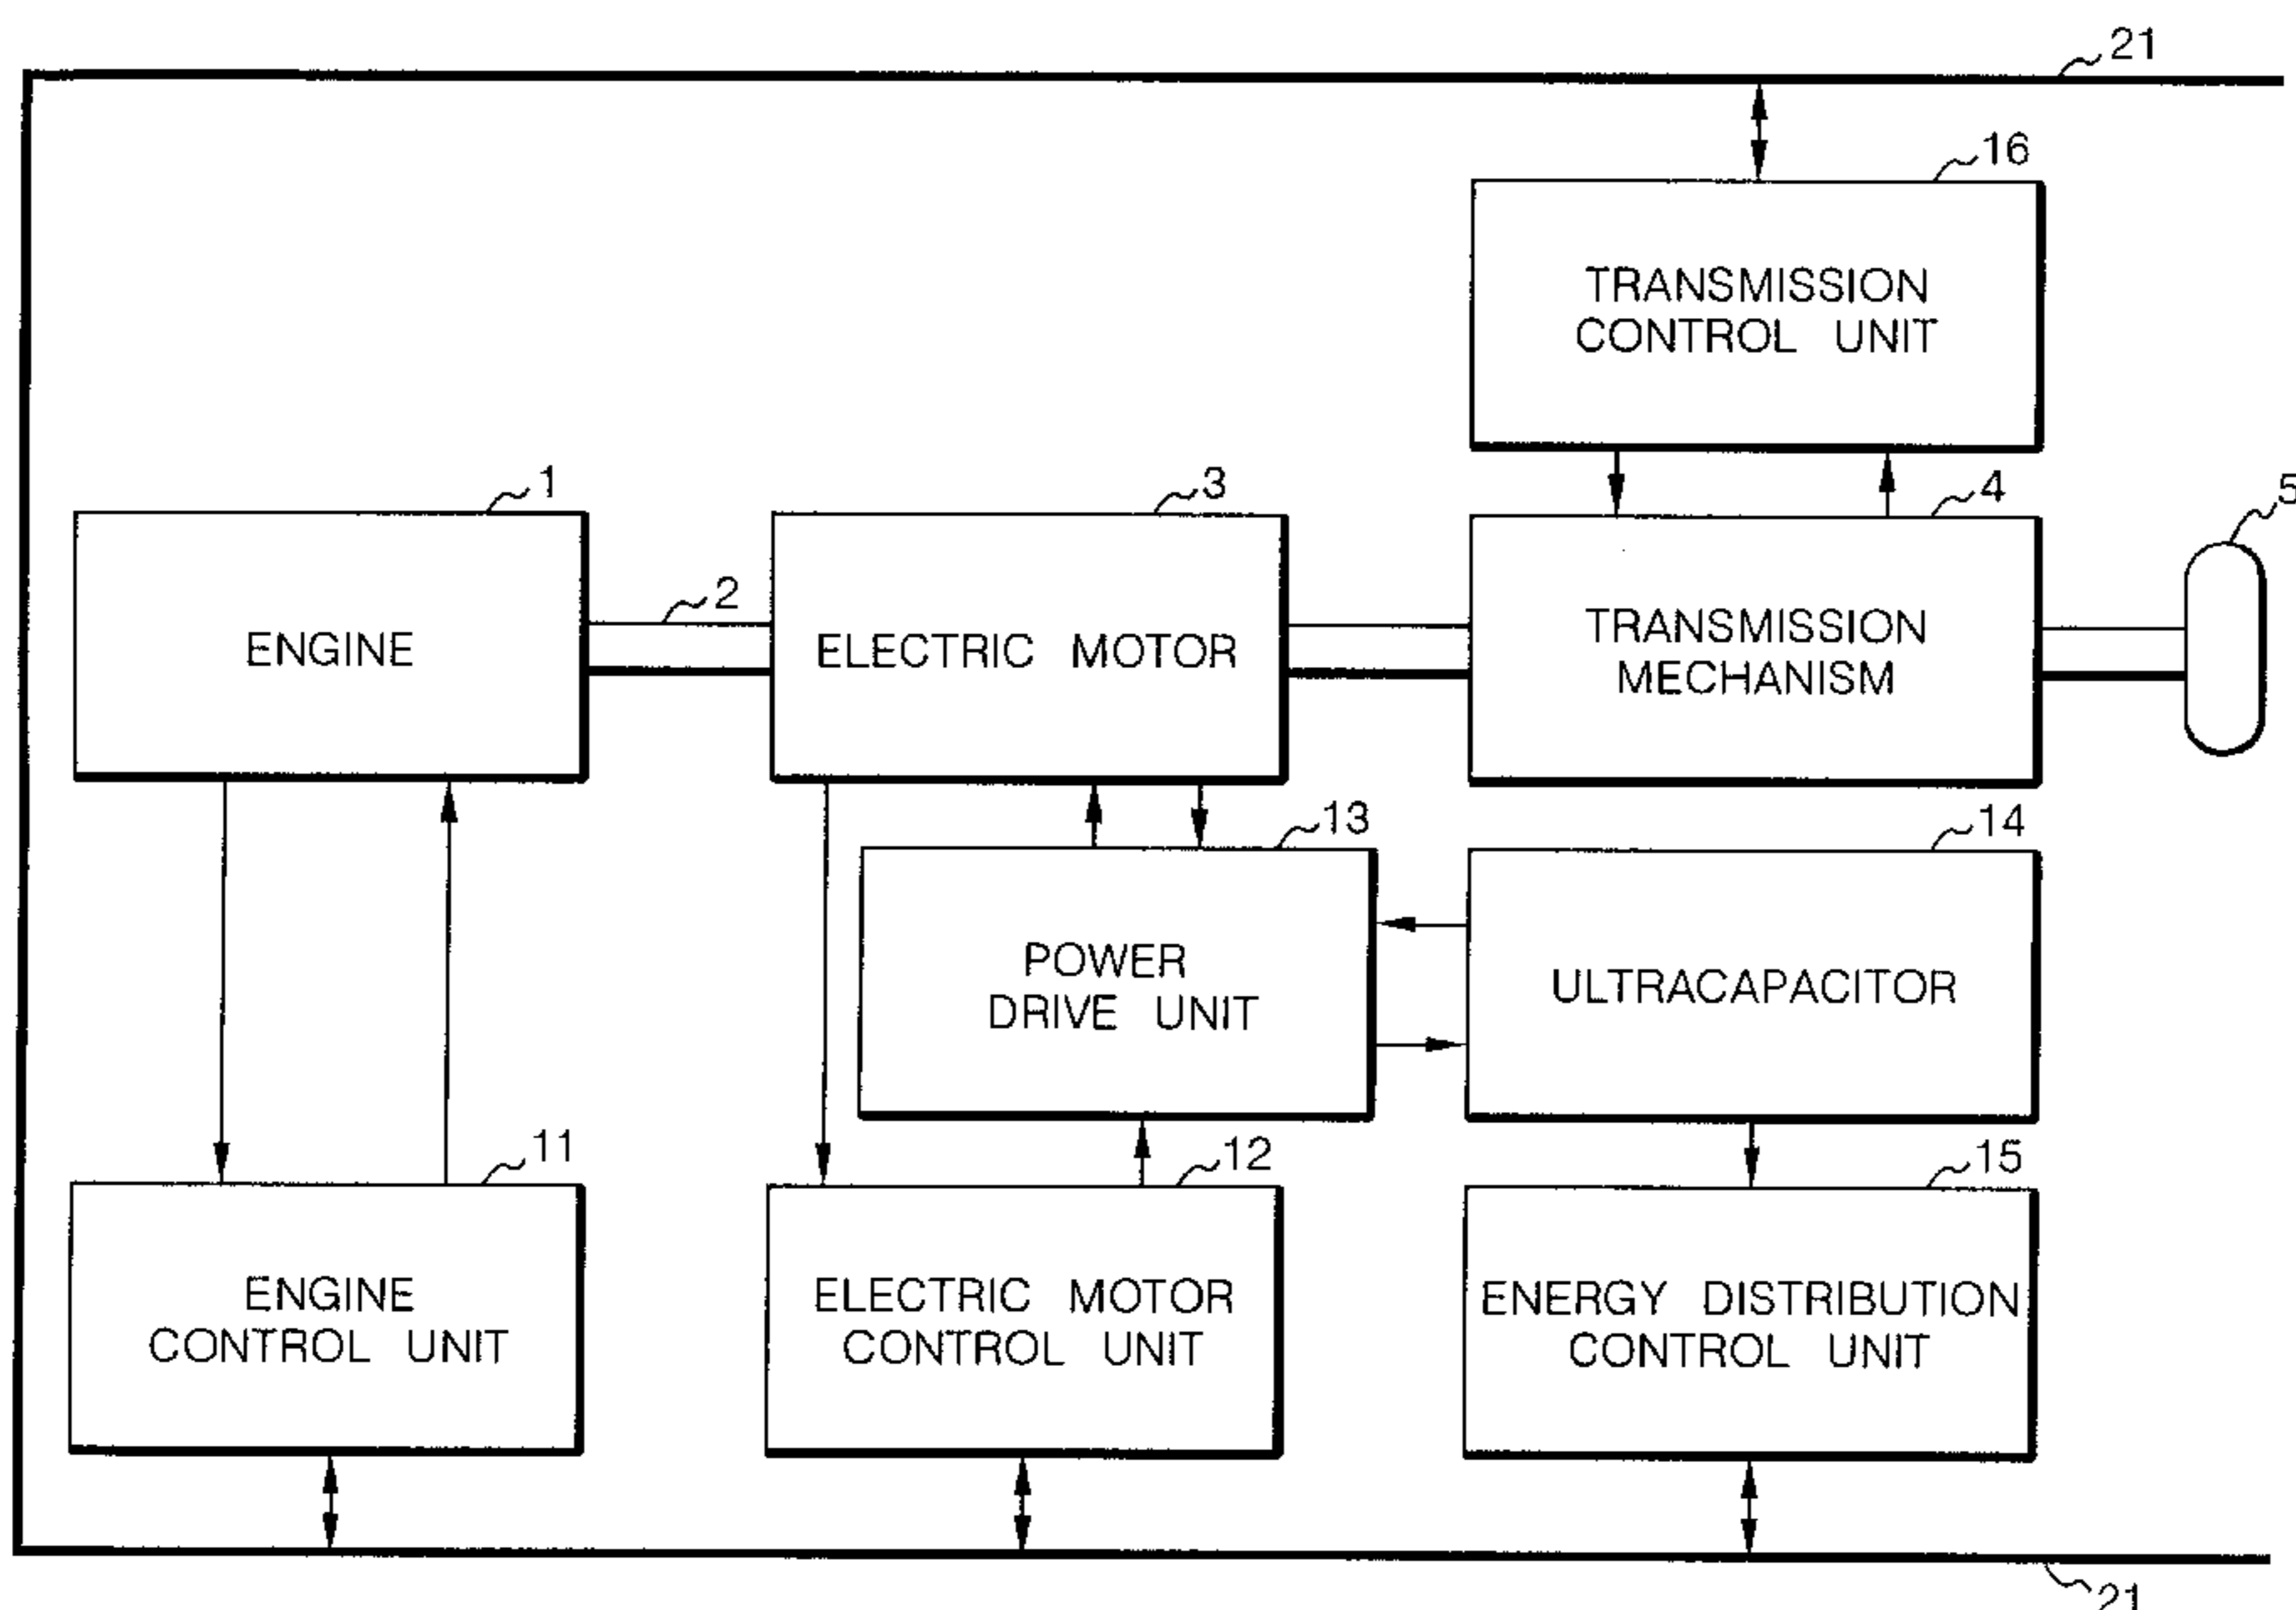 21
16
TRANSMISSION
CONTROL UNIT
1
3
4
5
2
ENGINE
ELECTRIC MOTOR
TRANSMISSION
MECHANISM
13
14
POWER
DRIVE UNIT
ULTRACAPACITOR
11
12
15
ENGINE
CONTROL UNIT
ELECTRIC MOTOR
CONTROL UNIT
ENERGY DISTRIBUTION
CONTROL UNIT
21